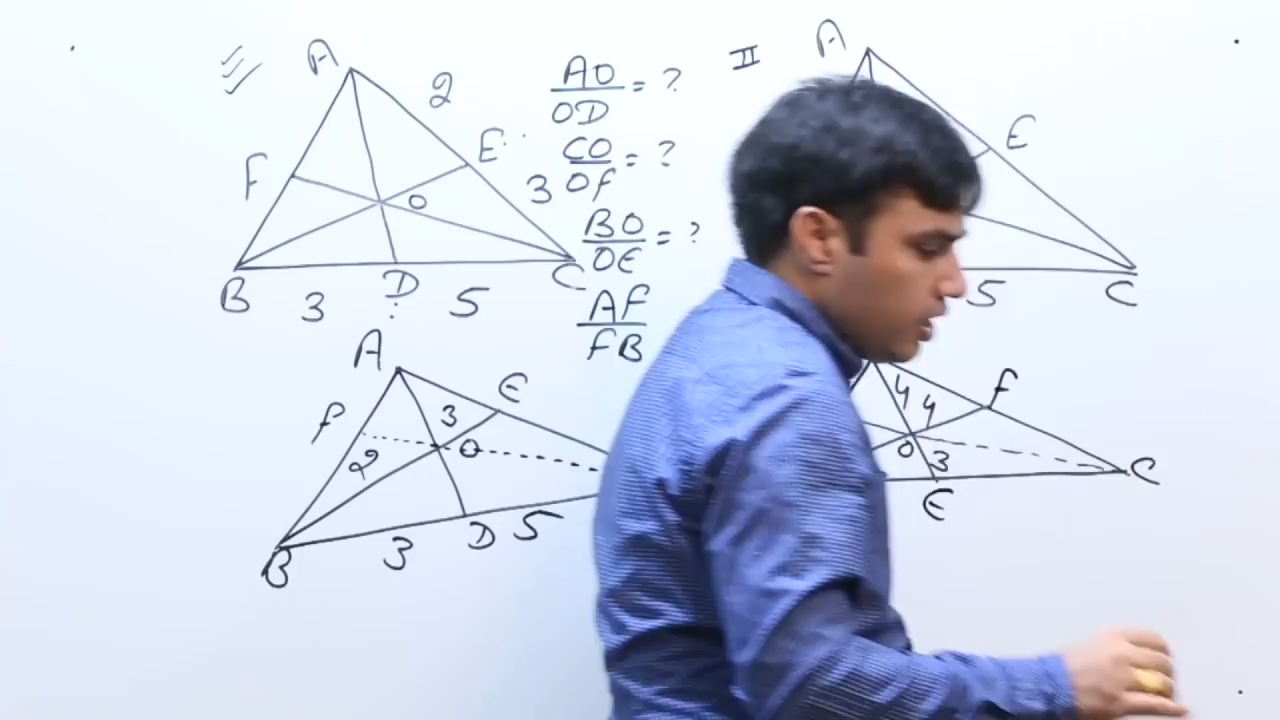 A
2
F
E
O
3
B
D
C
3
5
AO/OD = ?
CO/OF = ?
BO/OE = ?
AF/FB
II
A
E
5
C
A
E
F
3
O
2
B
3
D
5
4
4
F
O
3
E
C